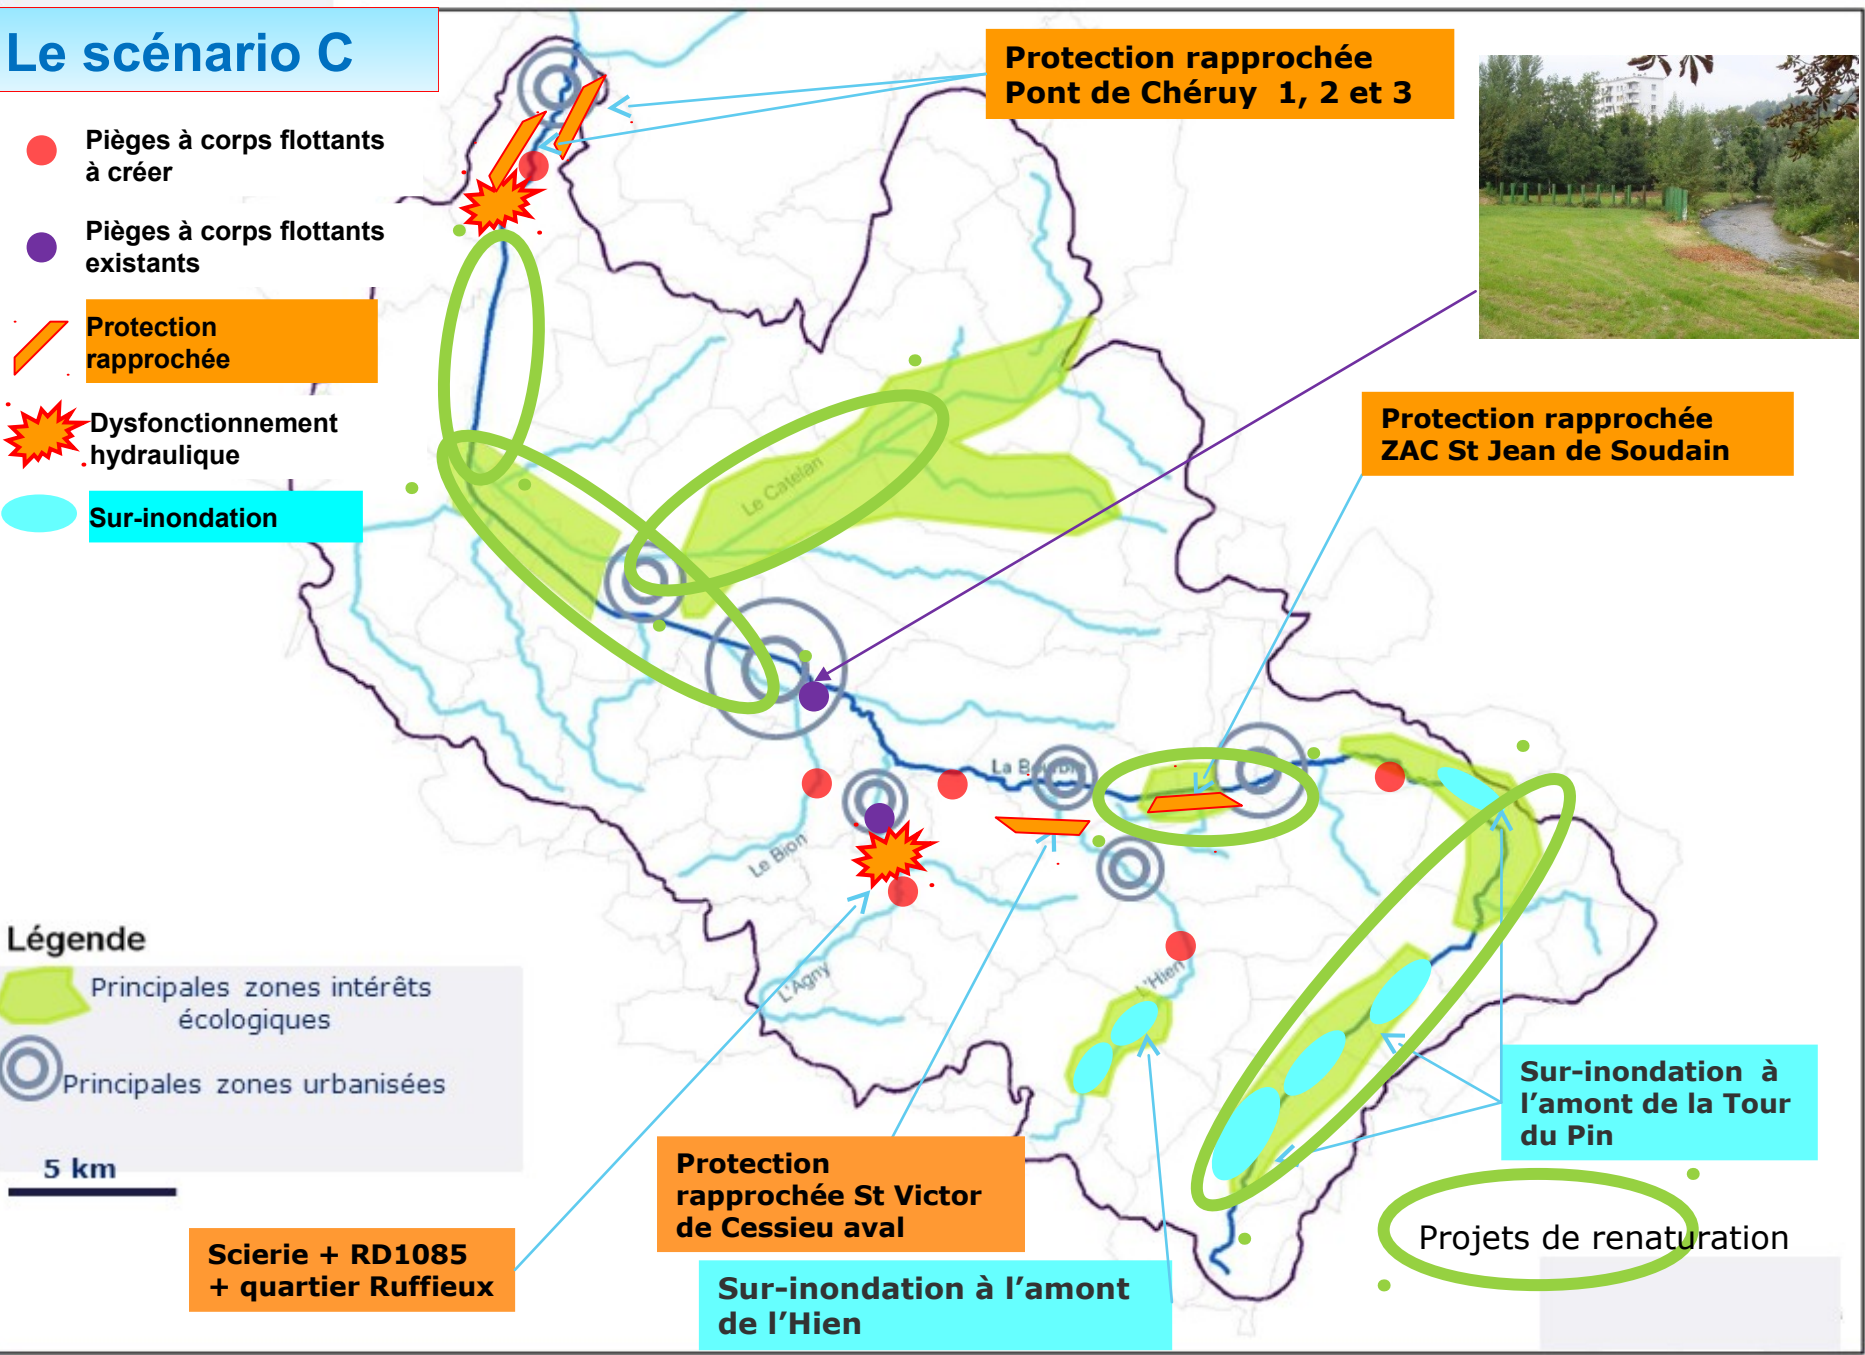 Le scénario C
Pièges à corps flottants
à créer
Pièges à corps flottants
existants
Protection
rapprochée
Dysfonctionnement
hydraulique
Sur-inondation
Protection rapprochée
Pont de Chéruy 1, 2 et 3
Protection rapprochée
ZAC St Jean de Soudain
Le Catelan
Le Bion
L'Agny
L'Hien
Légende
Principales zones intérêts
écologiques
Principales zones urbanisées
5 km
Scierie + RD1085
+ quartier Ruffieux
Protection
rapprochée St Victor
de Cessieu aval
Sur-inondation à l’amont
de l’Hien
Sur-inondation à
l’amont de la Tour
du Pin
Projets de renaturation